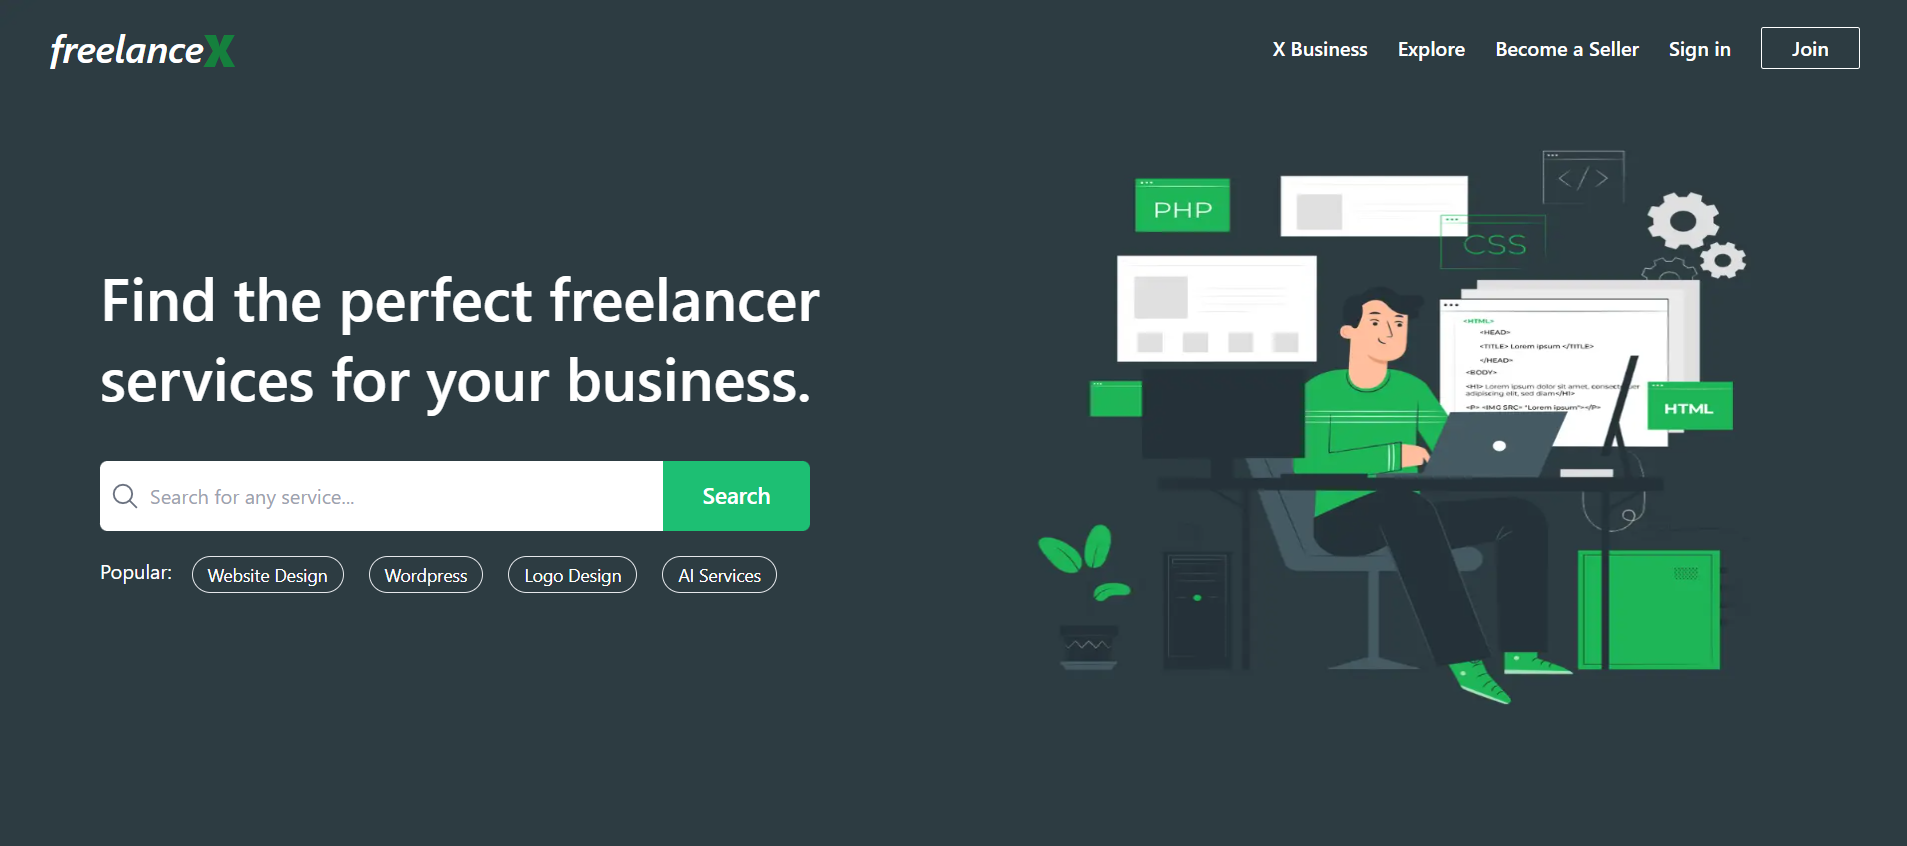 freelanceX
X Business Explore Become a Seller Sign in Join
Find the perfect freelancer
services for your business.
Search for any service...
Search
Popular: Website Design Wordpress Logo Design AI Services
</>
PHP
CSS
<HTML>
<HEAD>
<TITLE> Lorem ipsum </TITLE>
</HEAD>
<BODY>
<H1> Lorem ipsum dolor sit amet,
adipiscing elit, sed diam</H1>
<P> <IMG SRC= "Lorem ipsum"></P>
HTML